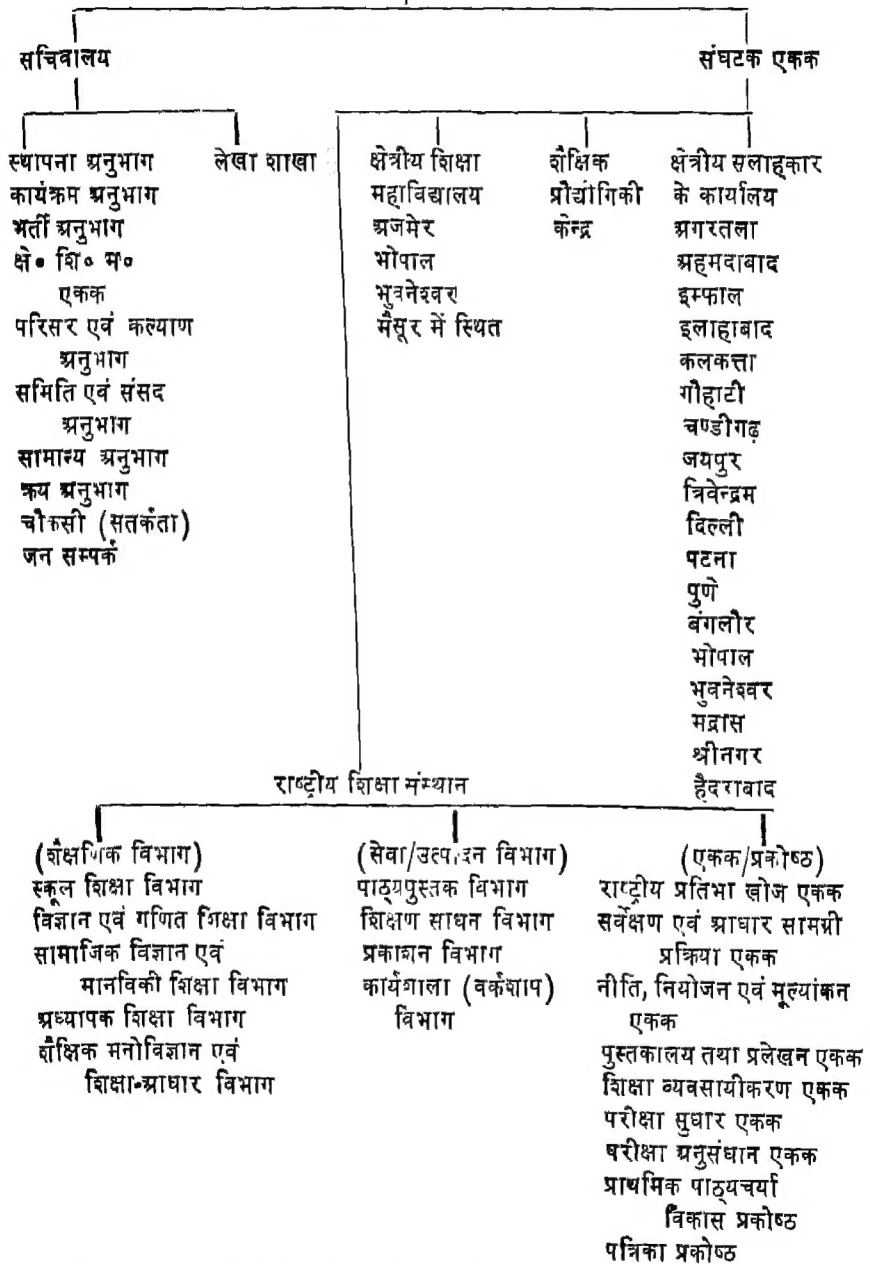 सचिवालय
संघटक एकक
स्थापना अनुभाग
कार्यक्रम अनुभाग
भर्ती अनुभाग
क्षे० शि० म०
एकक
परिसर एवं कल्याण
अनुभाग
समिति एवं संसद
अनुभाग
सामान्य अनुभाग
क्रय अनुभाग
चौकसी (सतर्कता)
जन सम्पर्क
लेखा शाखा
क्षेत्रीय शिक्षा
महाविद्यालय
अजमेर
भोपाल
भुवनेश्वर
मैसूर में स्थित
शैक्षिक
प्रौद्योगिकी
केन्द्र
क्षेत्रीय सलाहकार
के कार्यालय
अगरतला
अहमदाबाद
इम्फाल
इलाहाबाद
कलकत्ता
गौहाटी
चण्डीगढ़
जयपुर
त्रिवेन्द्रम
दिल्ली
पटना
पुणे
बंगलौर
भोपाल
भुवनेश्वर
मद्रास
श्रीनगर
हैदराबाद
राष्ट्रीय शिक्षा संस्थान
(शैक्षणिक विभाग)
स्कूल शिक्षा विभाग
विज्ञान एवं गणित शिक्षा विभाग
सामाजिक विज्ञान एवं
मानविकी शिक्षा विभाग
अध्यापक शिक्षा विभाग
शैक्षिक मनोविज्ञान एवं
शिक्षा-आधार विभाग
(सेवा/उत्पादन विभाग)
पाठ्यपुस्तक विभाग
शिक्षण साधन विभाग
प्रकाशन विभाग
कार्यशाला (वर्कशाप)
विभाग
(एकक/प्रकोष्ठ)
राष्ट्रीय प्रतिभा खोज एकक
सर्वेक्षण एवं आधार सामग्री
प्रक्रिया एकक
नीति, नियोजन एवं मूल्यांकन
एकक
पुस्तकालय तथा प्रलेखन एकक
शिक्षा व्यवसायीकरण एकक
परीक्षा सुधार एकक
परीक्षा अनुसंधान एकक
प्राथमिक पाठ्यचर्या
विकास प्रकोष्ठ
पत्रिका प्रकोष्ठ